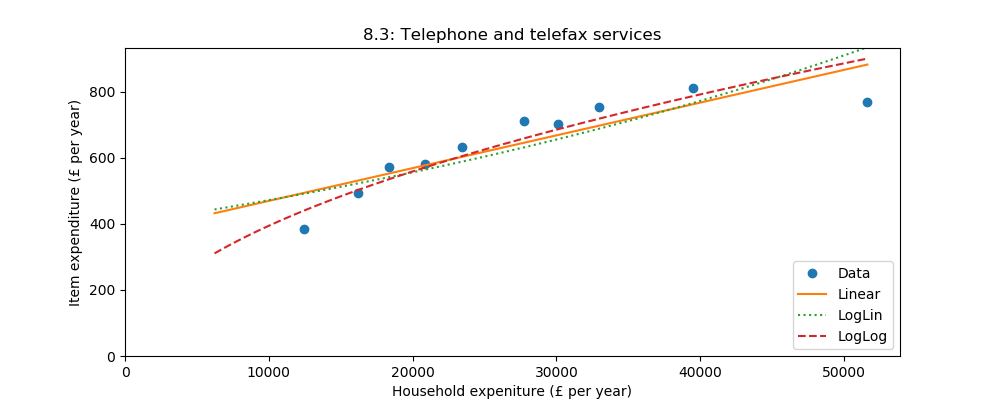 8.3: Telephone and telefax services
Item expenditure (£ per year)
800
600
400
200
0
0 10000 20000 30000 40000 50000
Household expeniture (£ per year)
Data
Linear
LogLin
LogLog